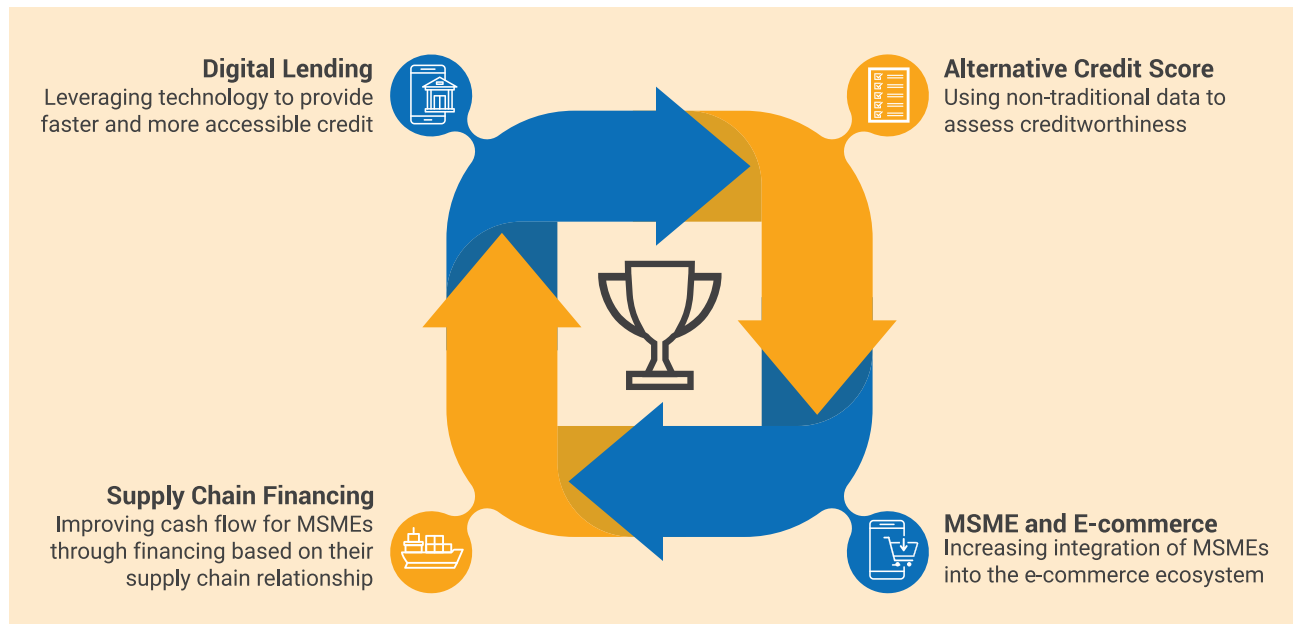 Digital Lending
Leveraging technology to provide
faster and more accessible credit
Alternative Credit Score
Using non-traditional data to
assess creditworthiness
Supply Chain Financing
Improving cash flow for MSMEs
through financing based on their
supply chain relationship
MSME and E-commerce
Increasing integration of MSMEs
into the e-commerce ecosystem